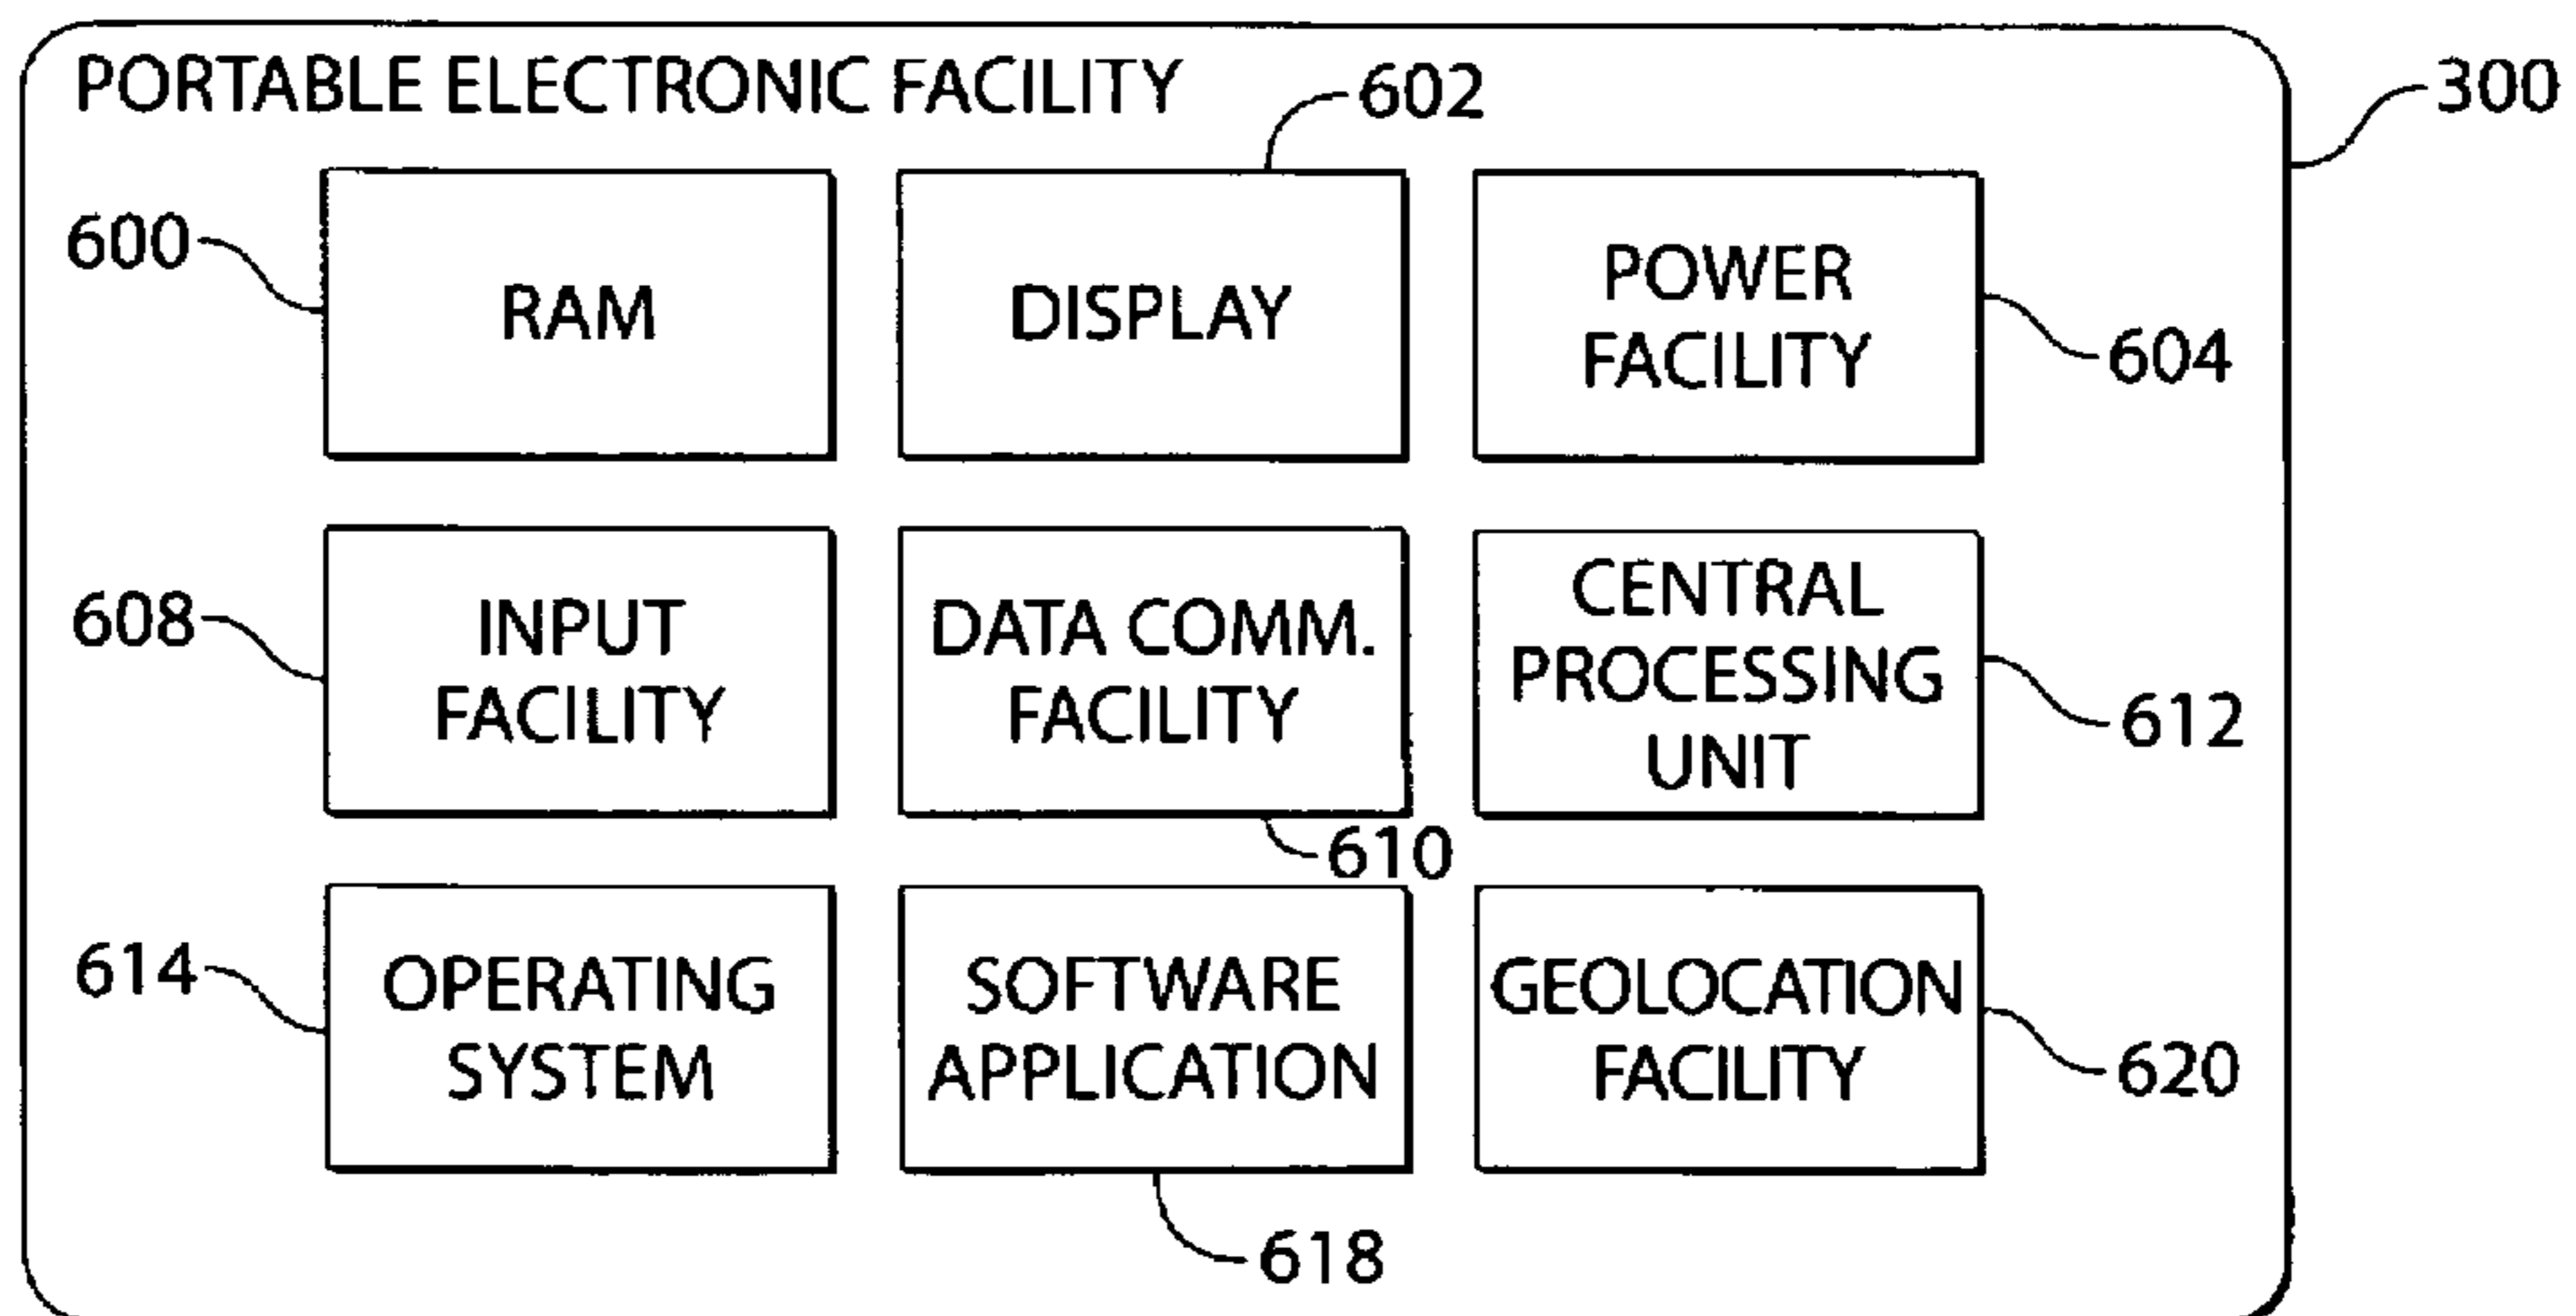 PORTABLE ELECTRONIC FACILITY
602
300
600
RAM
DISPLAY
POWER
FACILITY
604
608
INPUT
FACILITY
DATA COMM.
FACILITY
610
CENTRAL
PROCESSING
UNIT
612
614
OPERATING
SYSTEM
SOFTWARE
APPLICATION
618
GEOLOCATION
FACILITY
620